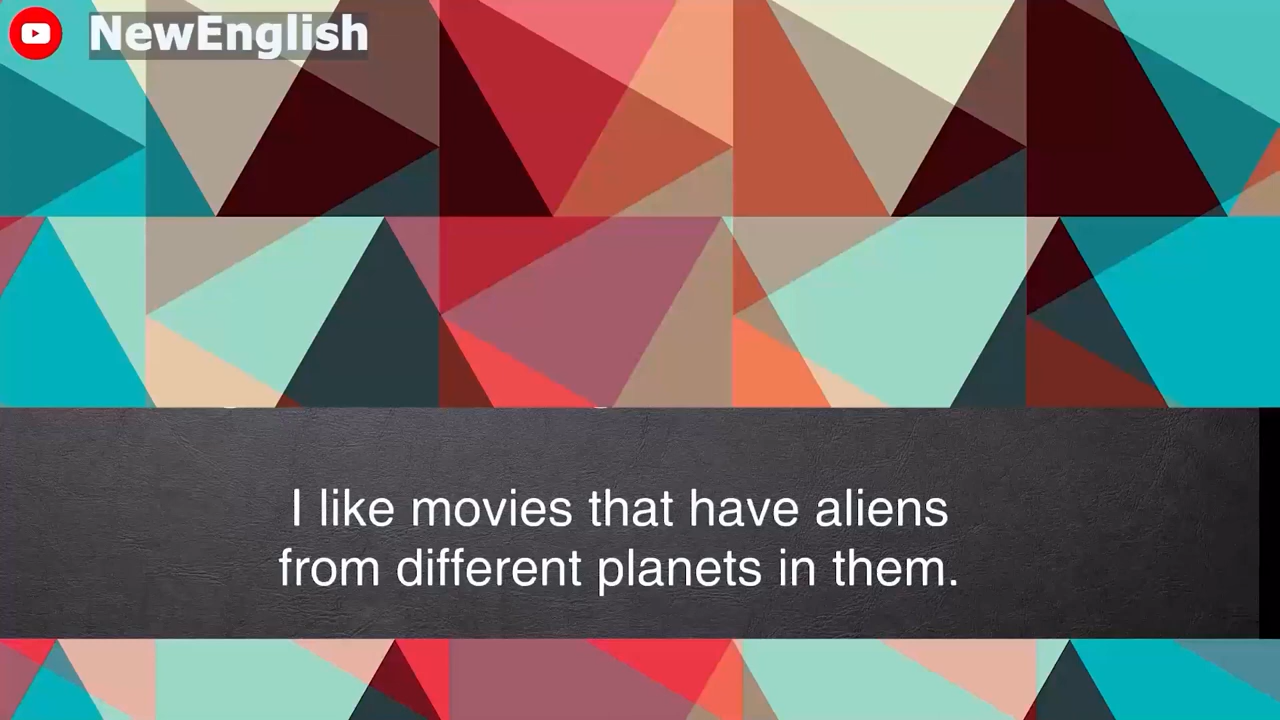 NewEnglish
I like movies that have aliens
from different planets in them.